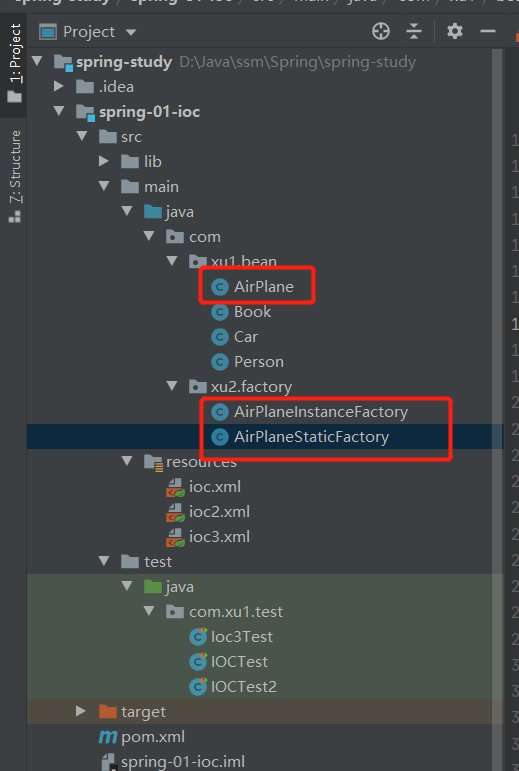 spring-study spring-01-ioc src main java com xu1 be
1: Project
7: Structure
Project
spring-study D:\Java\ssm\Spring\spring-study
.idea
spring-01-ioc
src
lib
main
java
com
xu1.bean
AirPlane
Book
Car
Person
xu2.factory
AirPlaneInstanceFactory
AirPlaneStaticFactory
resources
ioc.xml
ioc2.xml
ioc3.xml
test
java
com.xu1.test
Ioc3Test
IOCTest
IOCTest2
target
pom.xml
spring-01-ioc.iml